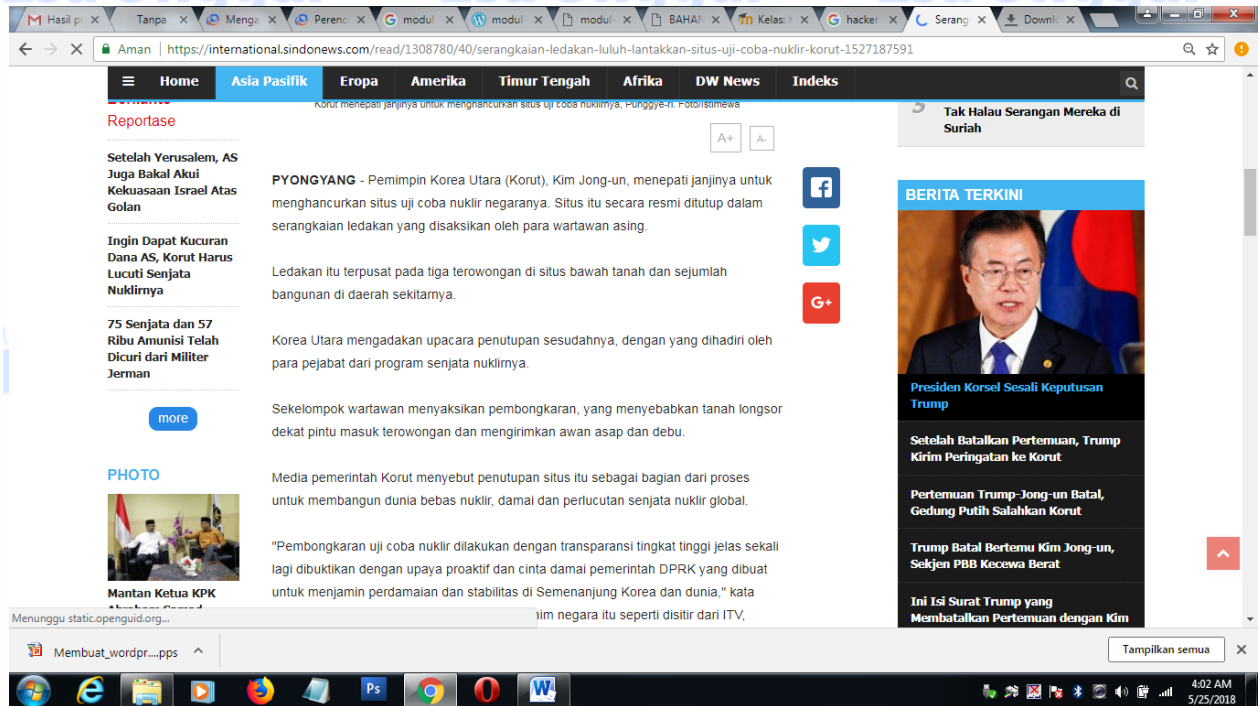 Hasil pe
Tanpa
Menga
Perenc
modul
modul-
modul-
BAHAN
Kelas:
hacker
Serang
Downlo
Aman | https://international.sindonews.com/read/1308780/40/serangkaian-ledakan-luluh-lantakkan-situs-uji-coba-nuklir-korut-1527187591
Home
Asia Pasifik
Eropa
Amerika
Timur Tengah
Afrika
DW News
Indeks
Reportase
Setelah Yerusalem, AS
Juga Bakal Akui
Kekuasaan Israel Atas
Golan
Ingin Dapat Kucuran
Dana AS, Korut Harus
Lucuti Senjata
Nuklirnya
75 Senjata dan 57
Ribu Amunisi Telah
Dicuri dari Militer
Jerman
more
PHOTO
Mantan Ketua KPK
Abraham Samad
Korut menepati janjinya untuk menghancurkan situs uji coba nuklirnya, Punggye-ri. Foto/Istimewa
A+
A-
PYONGYANG - Pemimpin Korea Utara (Korut), Kim Jong-un, menepati janjinya untuk
menghancurkan situs uji coba nuklir negaranya. Situs itu secara resmi ditutup dalam
serangkaian ledakan yang disaksikan oleh para wartawan asing.
Ledakan itu terpusat pada tiga terowongan di situs bawah tanah dan sejumlah
bangunan di daerah sekitarnya.
Korea Utara mengadakan upacara penutupan sesudahnya, dengan yang dihadiri oleh
para pejabat dari program senjata nuklirnya.
Sekelompok wartawan menyaksikan pembongkaran, yang menyebabkan tanah longsor
dekat pintu masuk terowongan dan mengirimkan awan asap dan debu.
Media pemerintah Korut menyebut penutupan situs itu sebagai bagian dari proses
untuk membangun dunia bebas nuklir, damai dan perlucutan senjata nuklir global.
"Pembongkaran uji coba nuklir dilakukan dengan transparansi tingkat tinggi jelas sekali
lagi dibuktikan dengan upaya proaktif dan cinta damai pemerintah DPRK yang dibuat
untuk menjamin perdamaian dan stabilitas di Semenanjung Korea dan dunia," kata
negara itu seperti disitir dari ITV,
G+
5
Tak Halau Serangan Mereka di
Suriah
BERITA TERKINI
Presiden Korsel Sesali Keputusan
Trump
Setelah Batalkan Pertemuan, Trump
Kirim Peringatan ke Korut
Pertemuan Trump-Jong-un Batal,
Gedung Putih Salahkan Korut
Trump Batal Bertemu Kim Jong-un,
Sekjen PBB Kecewa Berat
Ini Isi Surat Trump yang
Membatalkan Pertemuan dengan Kim
Menunggu static.openguid.org...
Membuat_wordpr....pps
Tampilkan semua
Ps
4:02 AM
5/25/2018